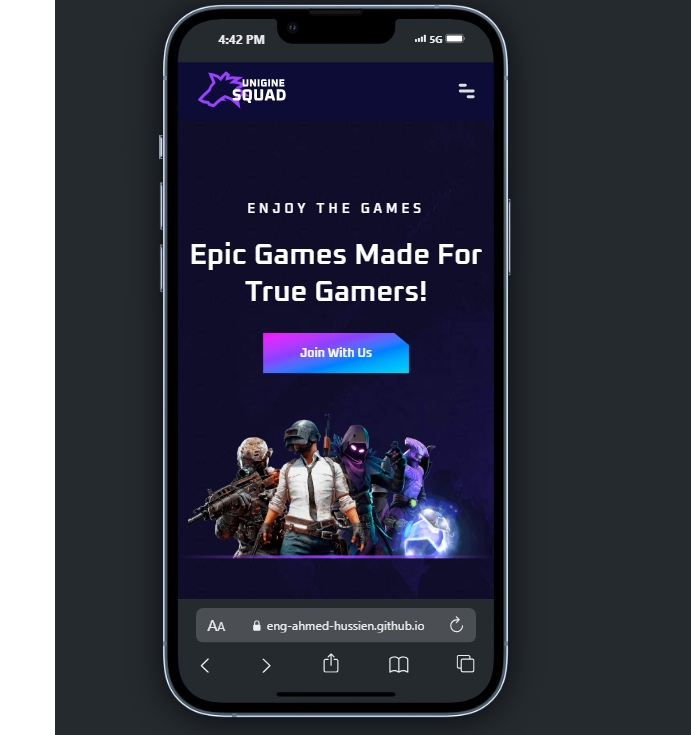 4:42 PM
5G
UNIGINE
SQUAD
ENJOY THE GAMES
Epic Games Made For
True Gamers!
Join With Us
AA
eng-ahmed-hussien.github.io